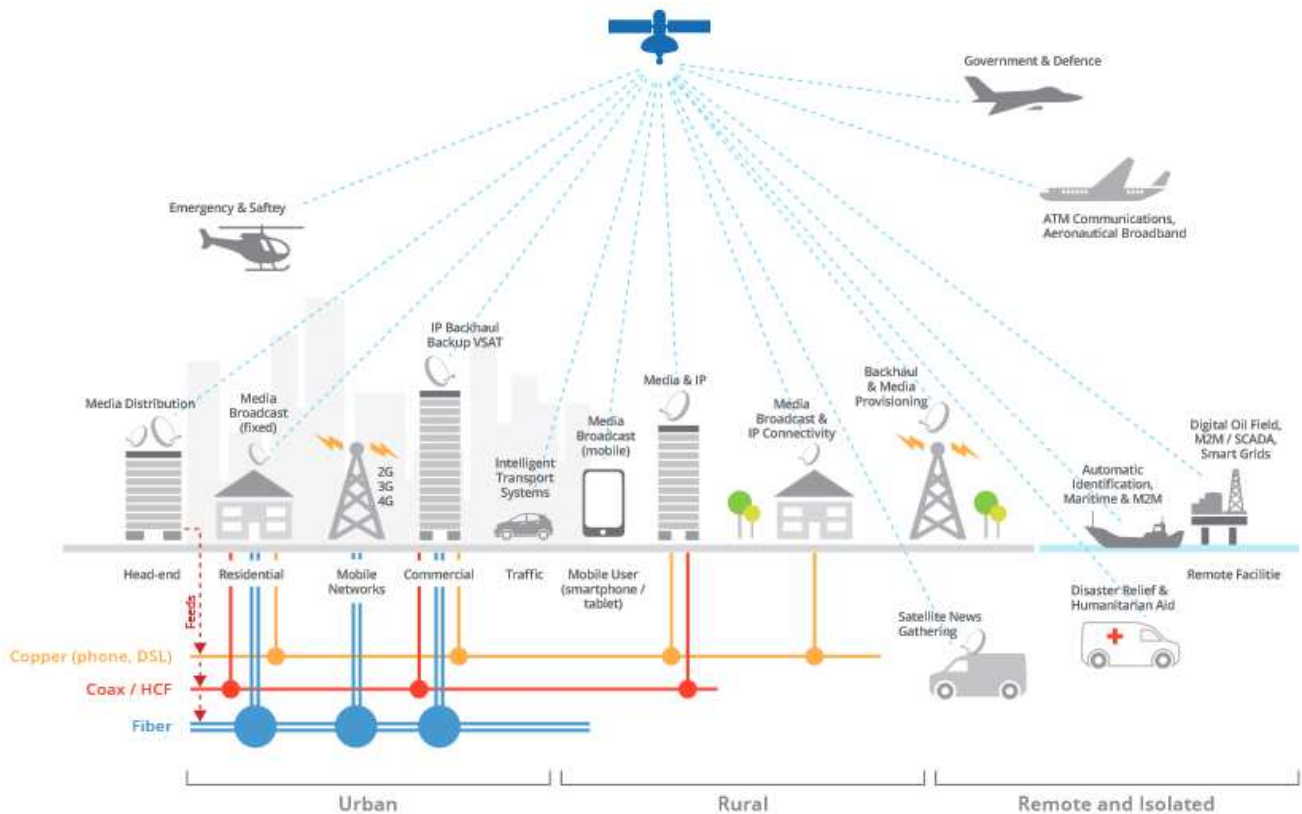 Government & Defence
ATM Communications,
Aeronautical Broadband
Emergency & Saftey
IP Backhaul
Backup VSAT
Media Distribution
Media
Broadcast
(fixed)
2G
3G
4G
Intelligent
Transport
Systems
Media
Broadcast
(mobile)
Media & IP
Media
Broadcast &
IP Connectivity
Backhaul
& Media
Provisioning
Automatic
Identification,
Maritime & M2M
Digital Oil Field,
M2M / SCADA,
Smart Grids
Head-end
Residential
Mobile
Networks
Commercial
Traffic
Mobile User
(smartphone /
tablet)
Remote Facilitie
Satellite News
Gathering
Disaster Relief &
Humanitarian Aid
Feeds
Copper (phone, DSL)
Coax / HCF
Fiber
Urban
Rural
Remote and Isolated